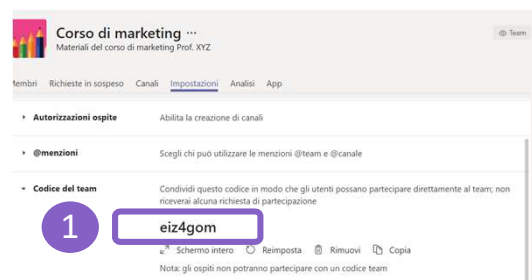 Corso di marketing ...
Materiali del corso di marketing Prof. XYZ
Team
Membri Richieste in sospeso Canali Impostazioni Analisi App
Autorizzazioni ospite Abilita la creazione di canali
@menzioni Scegli chi può utilizzare le menzioni @team e @canale
Codice del team Condividi questo codice in modo che gli utenti possano partecipare direttamente al team; non
riceverai alcuna richiesta di partecipazione
1 eiz4gom
Schermo intero Reimposta Rimuovi Copia
Nota: gli ospiti non potranno partecipare con un codice team